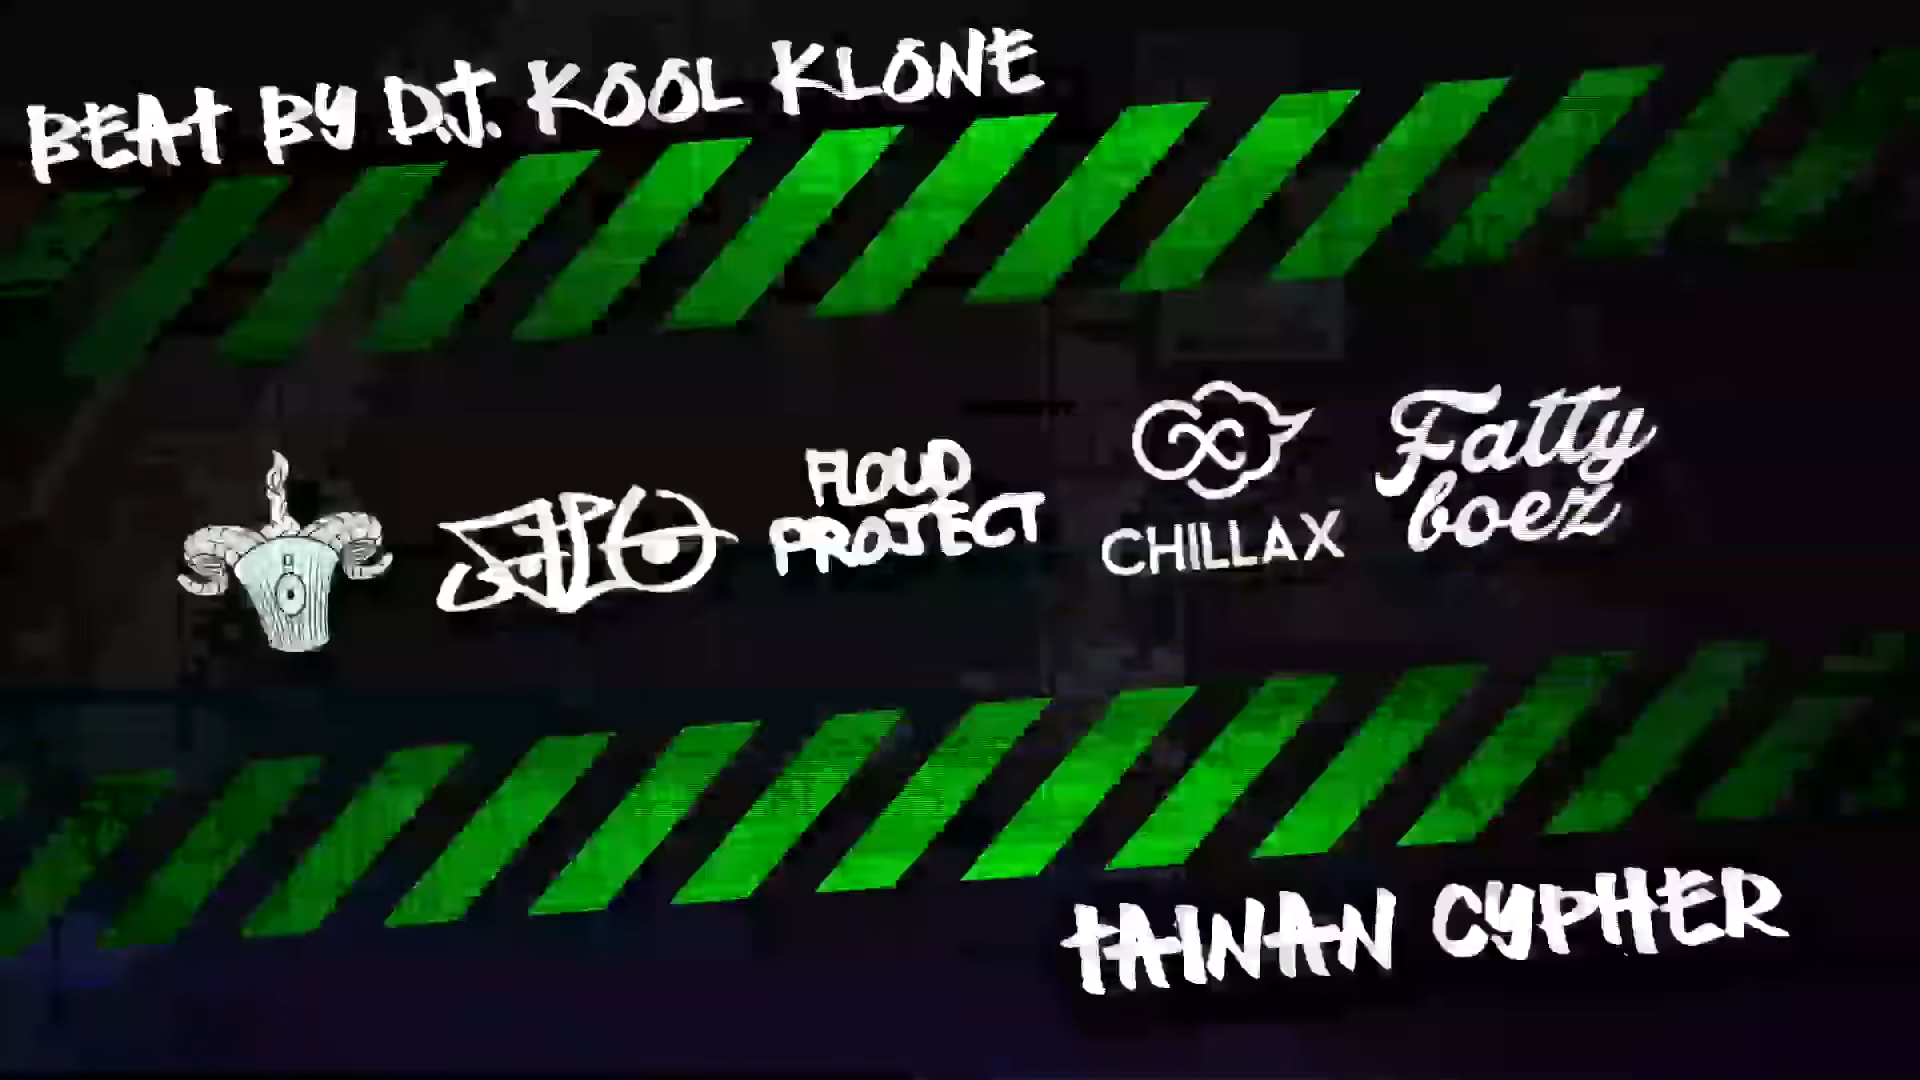 BEAT BY D.J. KOOL KLONE
FLOUD
PROJECT
CHILLAX
Fatty
boez
TAINAN CYPHER